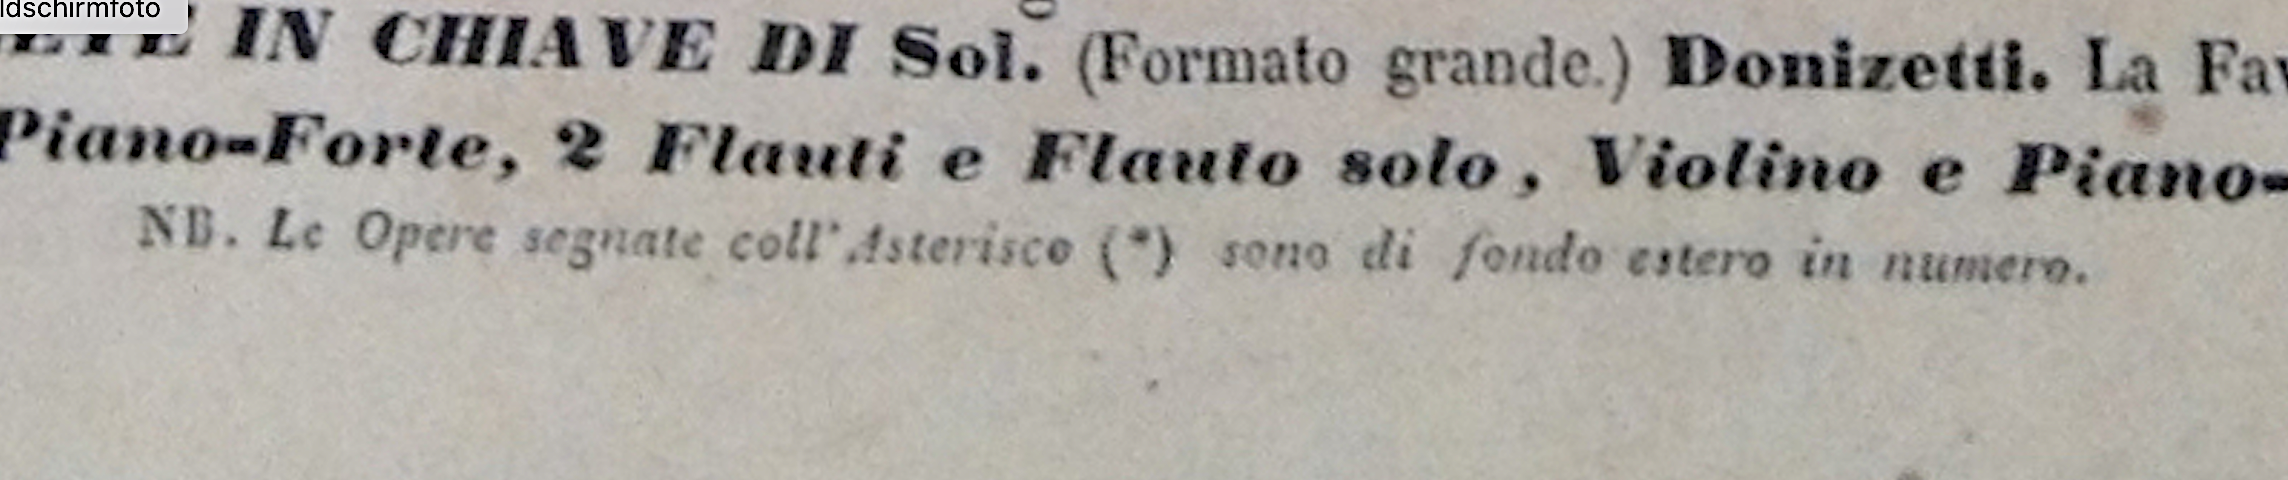 ldschirmfoto
IN CHIAVE DI Sol. (Formato grande.) Donizetti. La Fav
Piano-Forte, 2 Flauti e Flauto solo, Violino e Piano-
NB. Le Opere segnate coll'Asterisco (*) sono di fondo estero in numero.